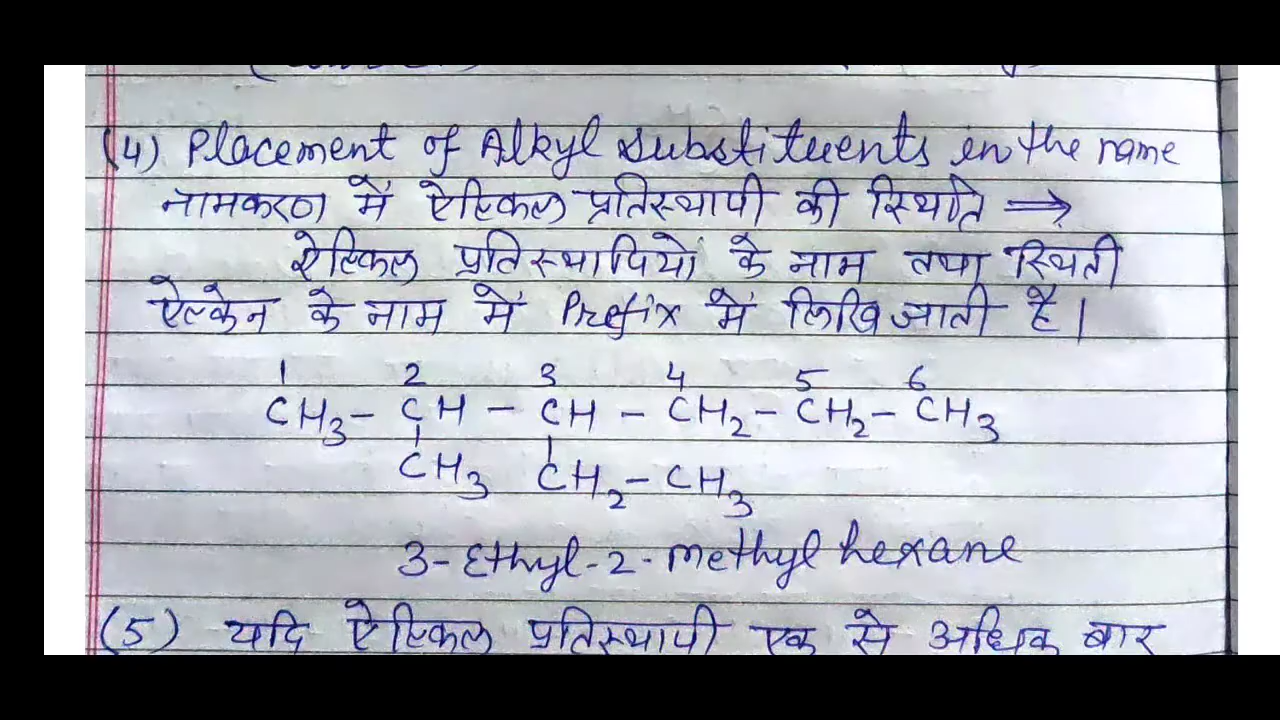 (4) Placement of Alkyl substituents in the name
नामकरण में ऐल्किल प्रतिस्थापी की स्थिति →
ऐल्किल प्रतिस्थापियों के नाम तथा स्थिती
ऐल्केन के नाम में Prefix में लिखि जाती है।
1 2 3 4 5 6
CH₃ – CH – CH – CH₂ – CH₂ – CH₃
| |
CH₃ CH₂ – CH₃
3-Ethyl-2-methyl hexane
(5) यदि ऐल्किल प्रतिस्थापी एक से अधिक बार